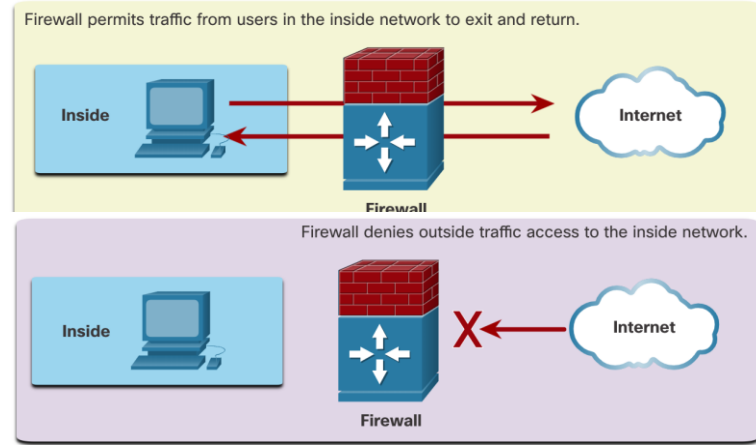 Firewall permits traffic from users in the inside network to exit and return.
Inside
Internet
Firewall
Firewall denies outside traffic access to the inside network.
Inside
X
Internet
Firewall